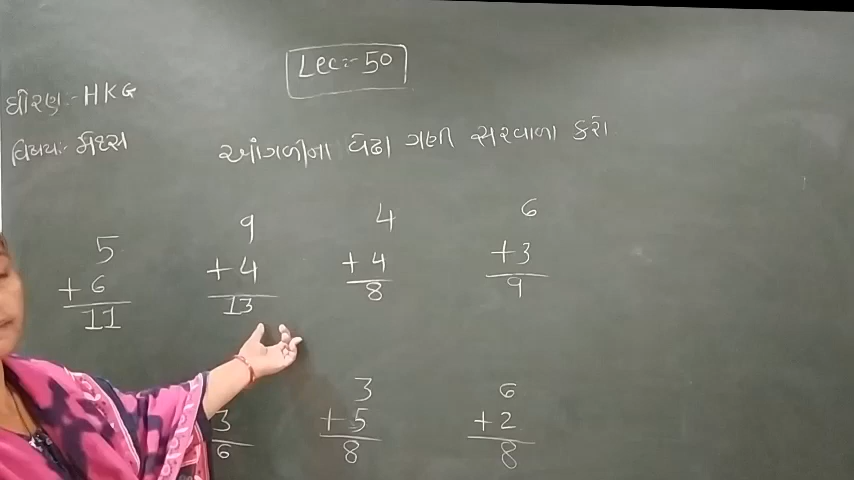 Lec:- 50
ધોરણ:- HKG
વિષય:- મેથ્સ
આંગળીના વેઢા ગણી સરવાળા કરો
5 9 4 6
+ 6 + 4 + 4 + 3
11 13 8 9
3 6
3 + 5 + 2
6 8 8